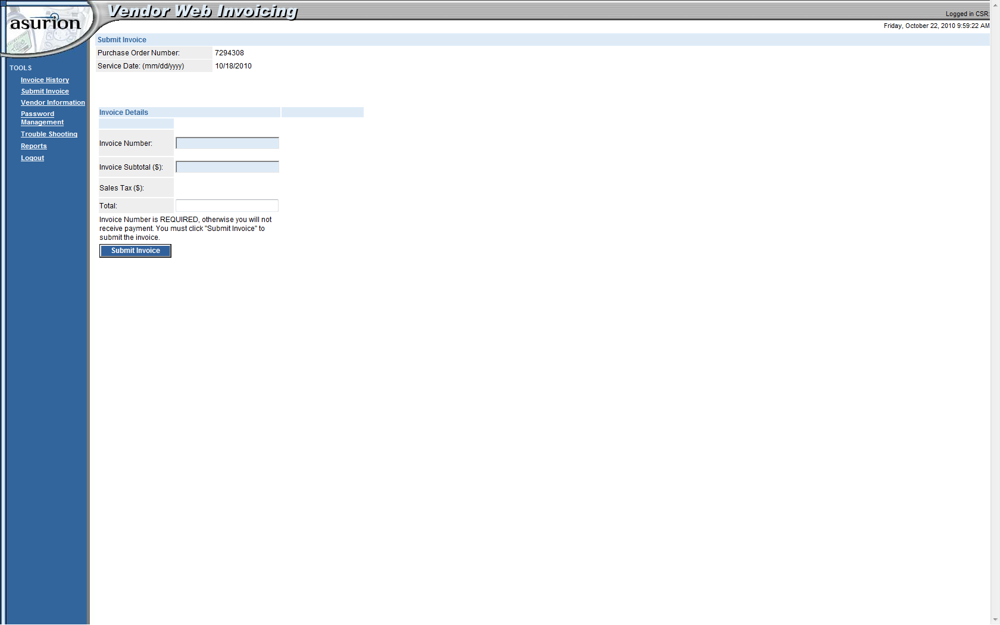 asurion
Vendor Web Invoicing
Logged in CSR:
Friday, October 22, 2010 9:59:22 AM
TOOLS
Invoice History
Submit Invoice
Vendor Information
Password
Management
Trouble Shooting
Reports
Logout
Submit Invoice
Purchase Order Number: 7294308
Service Date: (mm/dd/yyyy) 10/18/2010
Invoice Details
Invoice Number:
Invoice Subtotal ($):
Sales Tax ($):
Total:
Invoice Number is REQUIRED, otherwise you will not
receive payment. You must click "Submit Invoice" to
submit the invoice.
Submit Invoice